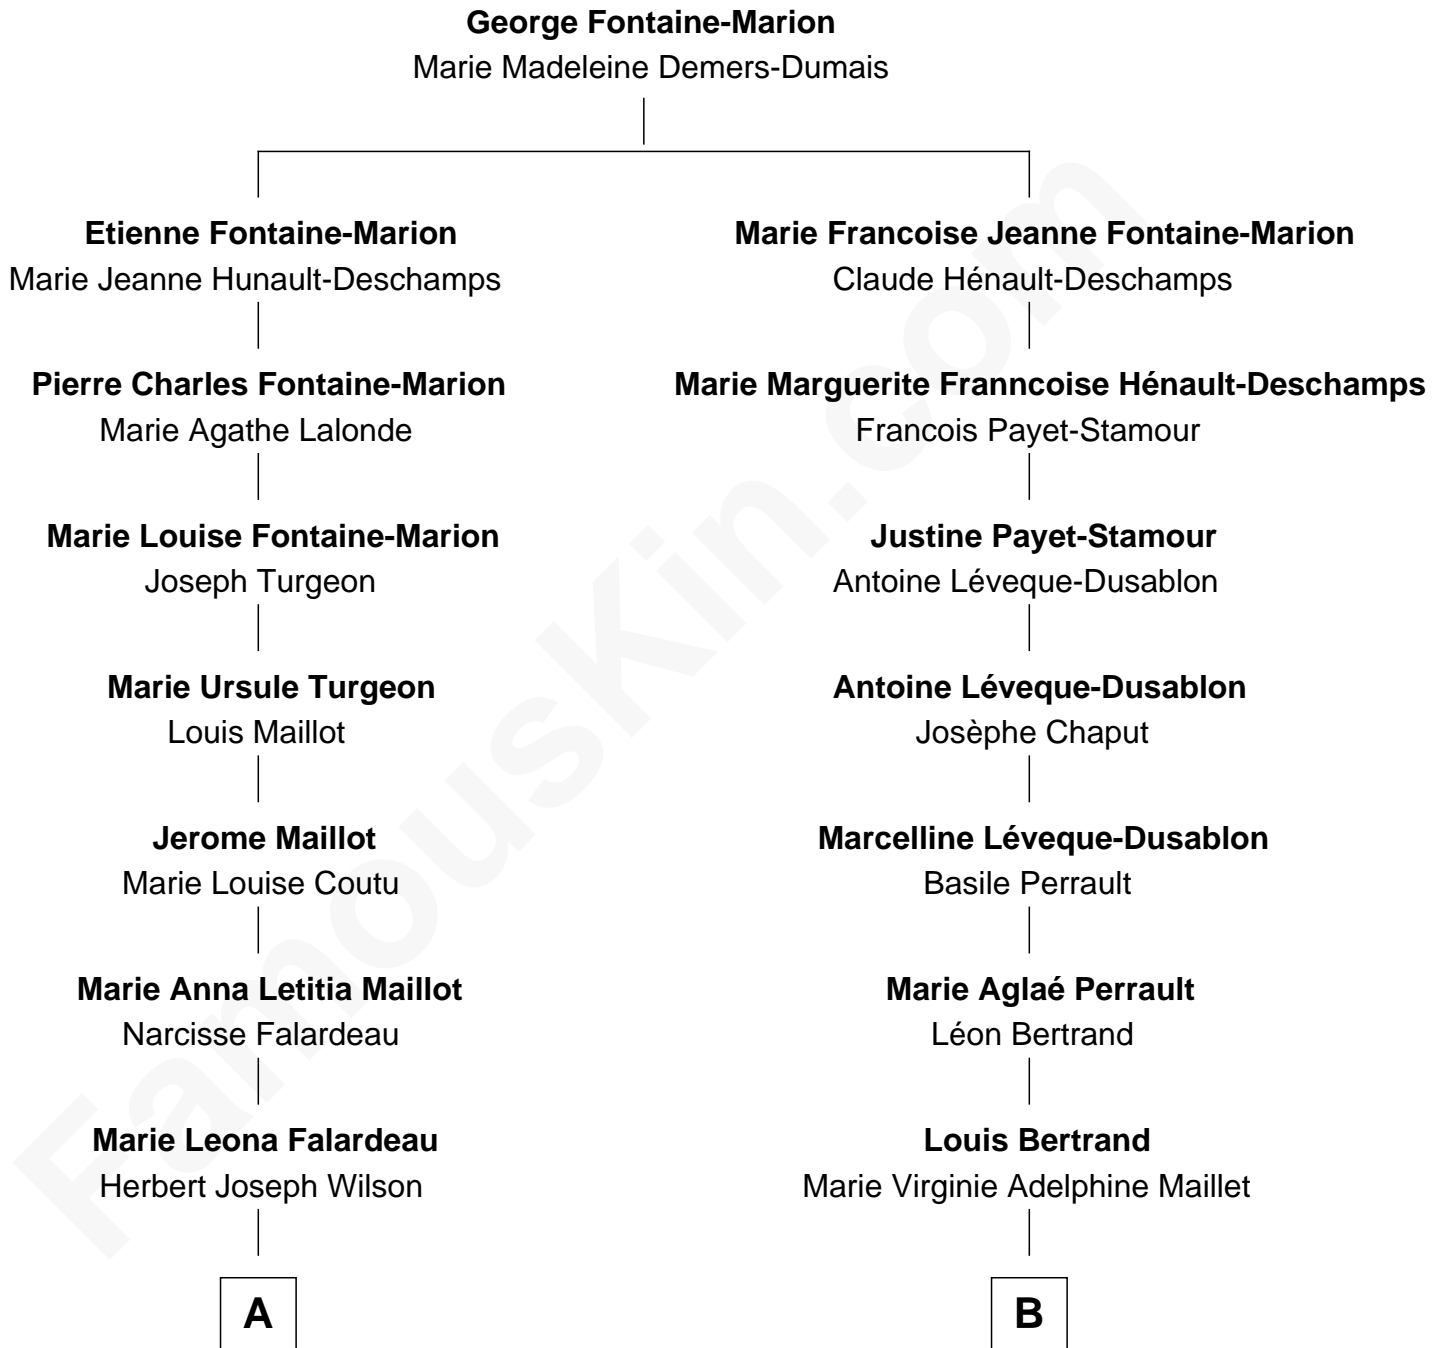 George Fontaine-Marion
Marie Madeleine Demers-Dumais
Etienne Fontaine-Marion
Marie Jeanne Hunault-Deschamps
Marie Francoise Jeanne Fontaine-Marion
Claude Hénault-Deschamps
Pierre Charles Fontaine-Marion
Marie Agathe Lalonde
Marie Marguerite Franncoise Hénault-Deschamps
Francois Payet-Stamour
Marie Louise Fontaine-Marion
Joseph Turgeon
Justine Payet-Stamour
Antoine Léveque-Dusablon
Marie Ursule Turgeon
Louis Maillot
Antoine Léveque-Dusablon
Josèphe Chaput
Jerome Maillot
Marie Louise Coutu
Marcelline Léveque-Dusablon
Basile Perrault
Marie Anna Letitia Maillot
Narcisse Falardeau
Marie Aglaé Perrault
Léon Bertrand
Marie Leona Falardeau
Herbert Joseph Wilson
Louis Bertrand
Marie Virginie Adelphine Maillet
A
B
FamousKin.com